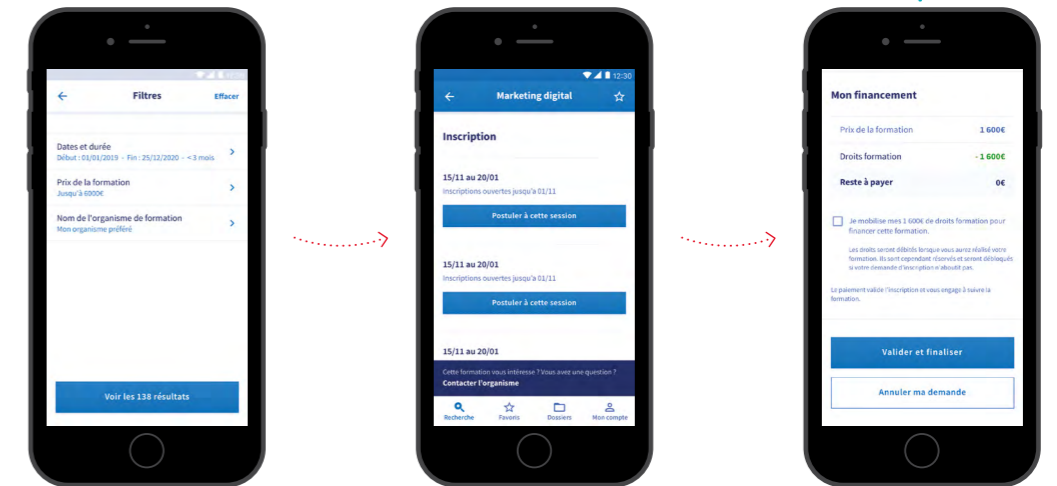 12:30
Filtres
Effacer
Dates et durée
Début : 01/01/2019 - Fin : 25/12/2020 - <3 mois
Prix de la formation
Jusqu'à 6000€
Nom de l'organisme de formation
Mon organisme préféré
Voir les 138 résultats
12:30
Marketing digital
Inscription
15/11 au 20/01
Inscriptions ouvertes jusqu'a 01/11
Postuler à cette session
15/11 au 20/01
Inscriptions ouvertes jusqu'a 01/11
Postuler à cette session
15/11 au 20/01
Cette formation vous intéresse ? Vous avez une question ?
Contacter l'organisme
Recherche
Favoris
Dossiers
Mon compte
Mon financement
Prix de la formation 1 600€
Droits formation - 1 600€
Reste à payer 0€
Je mobilise mes 1 600€ de droits formation pour
financer cette formation.
Les droits seront débités lorsque vous aurez réalisé votre
formation. Ils sont cependant réservés et seront débloqués
si votre demande d'inscription n'aboutit pas.
Le paiement valide l'inscription et vous engage à suivre la
formation.
Valider et finaliser
Annuler ma demande